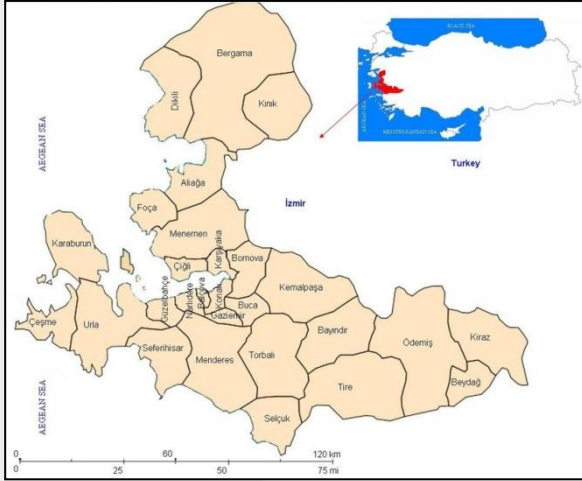 Bergama
BLACK SEA
Dikili
Kınık
AEGEAN SEA
MEDITERRANEAN SEA
AEGEAN SEA
Turkey
Aliağa
İzmir
Foça
Menemen
Karaburun
Karşıyaka
Bornova
Çiğli
Kemalpaşa
Güzelbahçe
Narlıdere
Balçova
Konak
Buca
Gaziemir
Çeşme
Urla
Seferihisar
Menderes
Torbalı
Bayındır
Ödemiş
Kiraz
Beydağ
Tire
Selçuk
AEGEAN SEA
0 60 120 km
0 25 50 75 mi